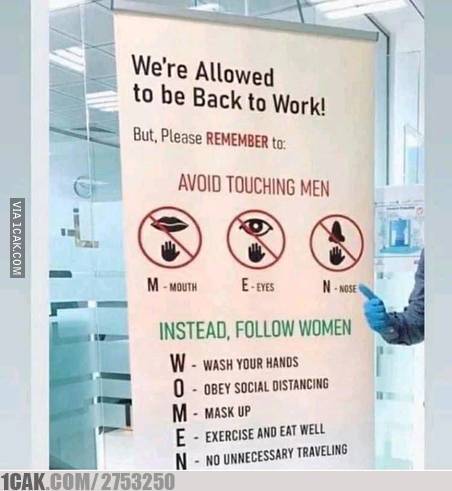 We're Allowed
to be Back to Work!
But, Please REMEMBER to:
AVOID TOUCHING MEN
M - MOUTH
E - EYES
N - NOSE
INSTEAD, FOLLOW WOMEN
W - WASH YOUR HANDS
O - OBEY SOCIAL DISTANCING
M - MASK UP
E - EXERCISE AND EAT WELL
N - NO UNNECESSARY TRAVELING
VIA 1CAK.COM
1CAK.COM/2753250